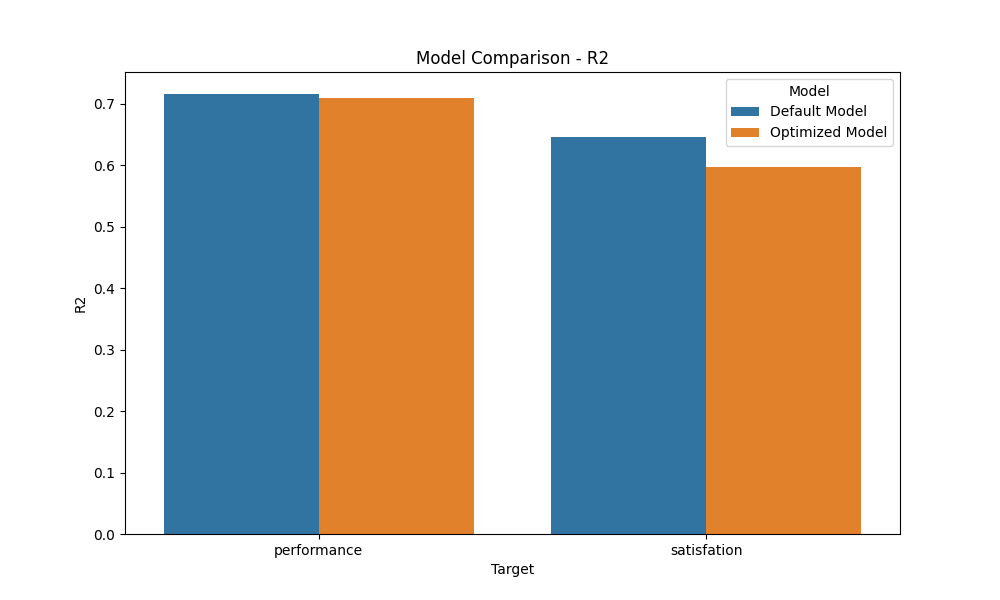 Model Comparison - R2
Model
Default Model
Optimized Model
0.7
0.6
0.5
0.4
0.3
0.2
0.1
0.0
R2
performance
satisfation
Target